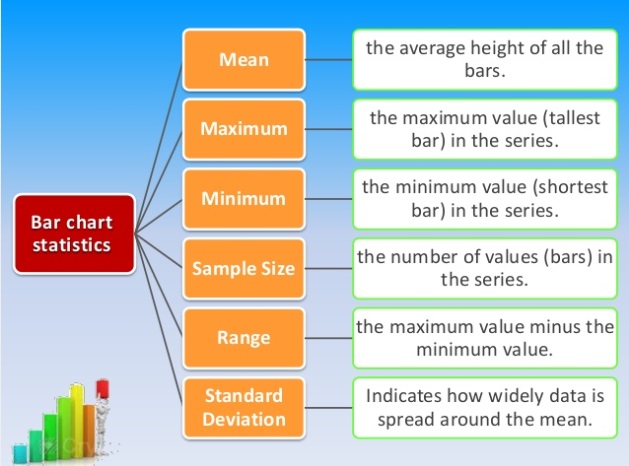 Mean
the average height of all the
bars.
Maximum
the maximum value (tallest
bar) in the series.
Minimum
the minimum value (shortest
bar) in the series.
Bar chart
statistics
Sample Size
the number of values (bars) in
the series.
Range
the maximum value minus the
minimum value.
Standard
Deviation
Indicates how widely data is
spread around the mean.